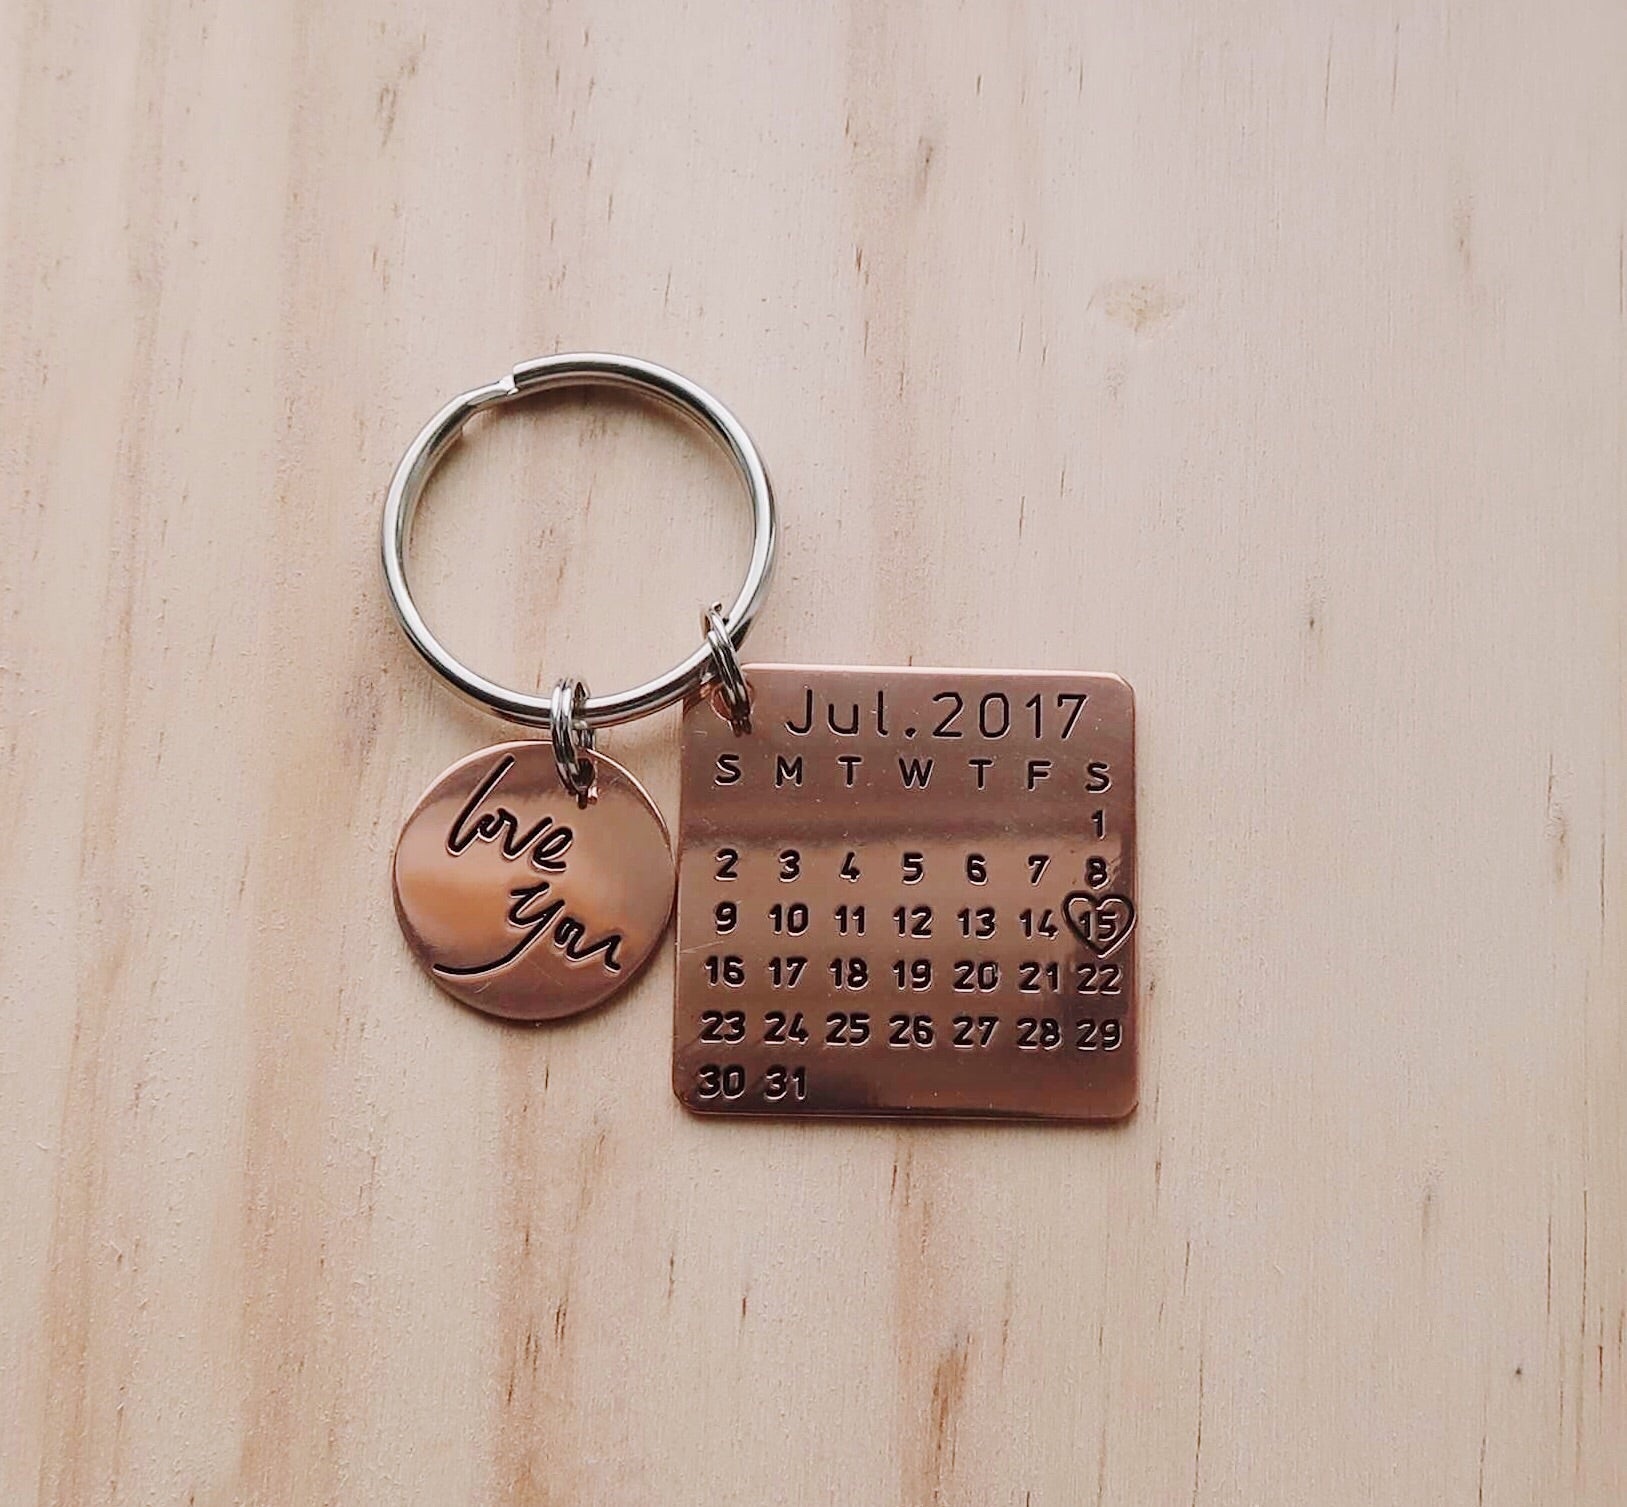 love
you
Jul.2017
S M T W T F S
1
2 3 4 5 6 7 8
9 10 11 12 13 14 15
16 17 18 19 20 21 22
23 24 25 26 27 28 29
30 31